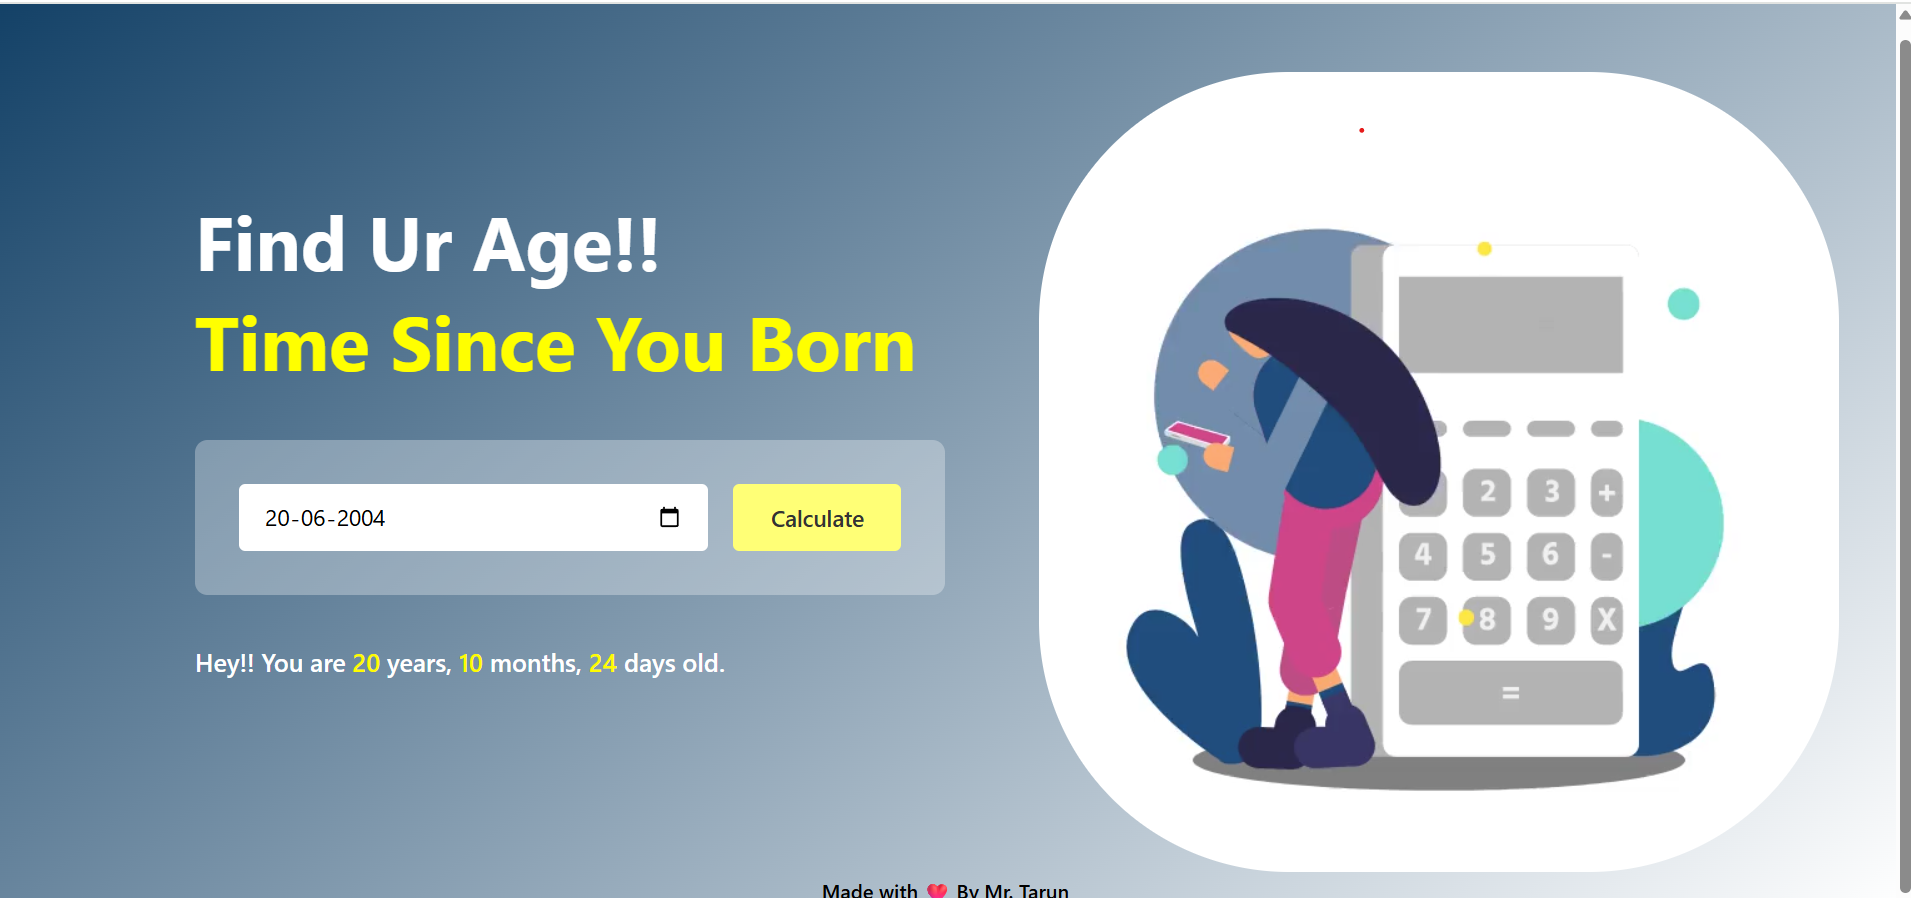 Find Ur Age!!
Time Since You Born
20-06-2004
Calculate
Hey!! You are 20 years, 10 months, 24 days old.
2 3 +
4 5 6 -
7 8 9 X
=
Made with ❤️ By Mr. Tarun